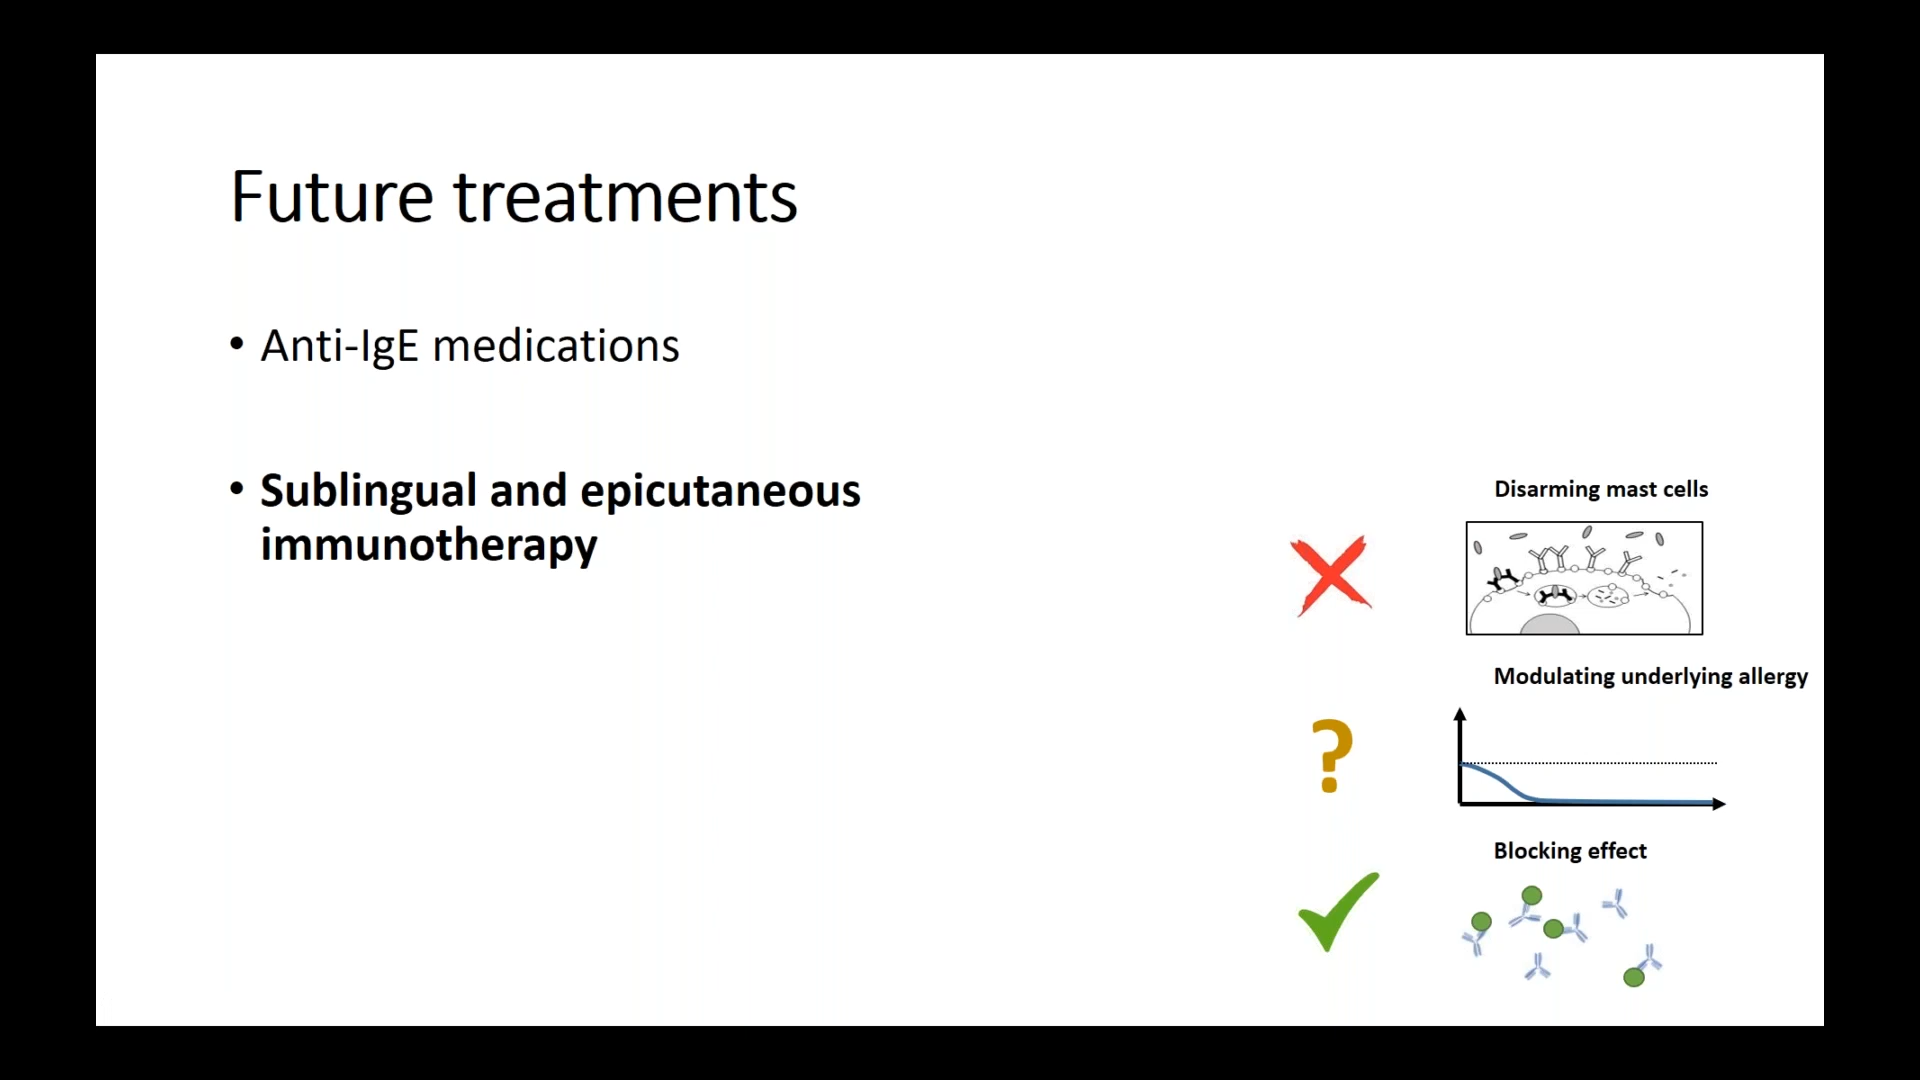 Future treatments
• Anti-IgE medications
• Sublingual and epicutaneous
immunotherapy
Disarming mast cells
Modulating underlying allergy
?
Blocking effect